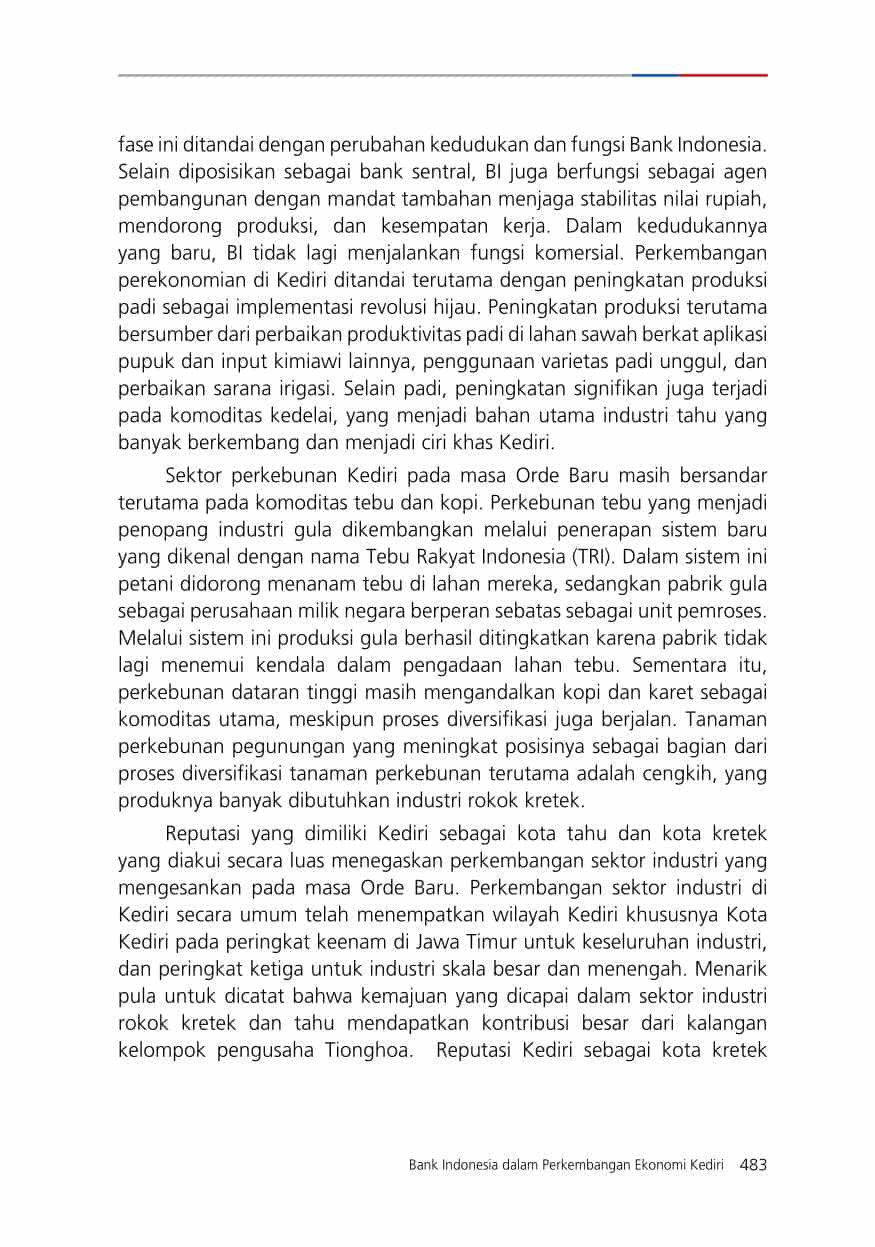 fase ini ditandai dengan perubahan kedudukan dan fungsi Bank Indonesia.
Selain diposisikan sebagai bank sentral, BI juga berfungsi sebagai agen
pembangunan dengan mandat tambahan menjaga stabilitas nilai rupiah,
mendorong produksi, dan kesempatan kerja. Dalam kedudukannya
yang baru, BI tidak lagi menjalankan fungsi komersial. Perkembangan
perekonomian di Kediri ditandai terutama dengan peningkatan produksi
padi sebagai implementasi revolusi hijau. Peningkatan produksi terutama
bersumber dari perbaikan produktivitas padi di lahan sawah berkat aplikasi
pupuk dan input kimiawi lainnya, penggunaan varietas padi unggul, dan
perbaikan sarana irigasi. Selain padi, peningkatan signifikan juga terjadi
pada komoditas kedelai, yang menjadi bahan utama industri tahu yang
banyak berkembang dan menjadi ciri khas Kediri.
Sektor perkebunan Kediri pada masa Orde Baru masih bersandar
terutama pada komoditas tebu dan kopi. Perkebunan tebu yang menjadi
penopang industri gula dikembangkan melalui penerapan sistem baru
yang dikenal dengan nama Tebu Rakyat Indonesia (TRI). Dalam sistem ini
petani didorong menanam tebu di lahan mereka, sedangkan pabrik gula
sebagai perusahaan milik negara berperan sebatas sebagai unit pemroses.
Melalui sistem ini produksi gula berhasil ditingkatkan karena pabrik tidak
lagi menemui kendala dalam pengadaan lahan tebu. Sementara itu,
perkebunan dataran tinggi masih mengandalkan kopi dan karet sebagai
komoditas utama, meskipun proses diversifikasi juga berjalan. Tanaman
perkebunan pegunungan yang meningkat posisinya sebagai bagian dari
proses diversifikasi tanaman perkebunan terutama adalah cengkih, yang
produknya banyak dibutuhkan industri rokok kretek.
Reputasi yang dimiliki Kediri sebagai kota tahu dan kota kretek
yang diakui secara luas menegaskan perkembangan sektor industri yang
mengesankan pada masa Orde Baru. Perkembangan sektor industri di
Kediri secara umum telah menempatkan wilayah Kediri khususnya Kota
Kediri pada peringkat keenam di Jawa Timur untuk keseluruhan industri,
dan peringkat ketiga untuk industri skala besar dan menengah. Menarik
pula untuk dicatat bahwa kemajuan yang dicapai dalam sektor industri
rokok kretek dan tahu mendapatkan kontribusi besar dari kalangan
kelompok pengusaha Tionghoa. Reputasi Kediri sebagai kota kretek
Bank Indonesia dalam Perkembangan Ekonomi Kediri 483